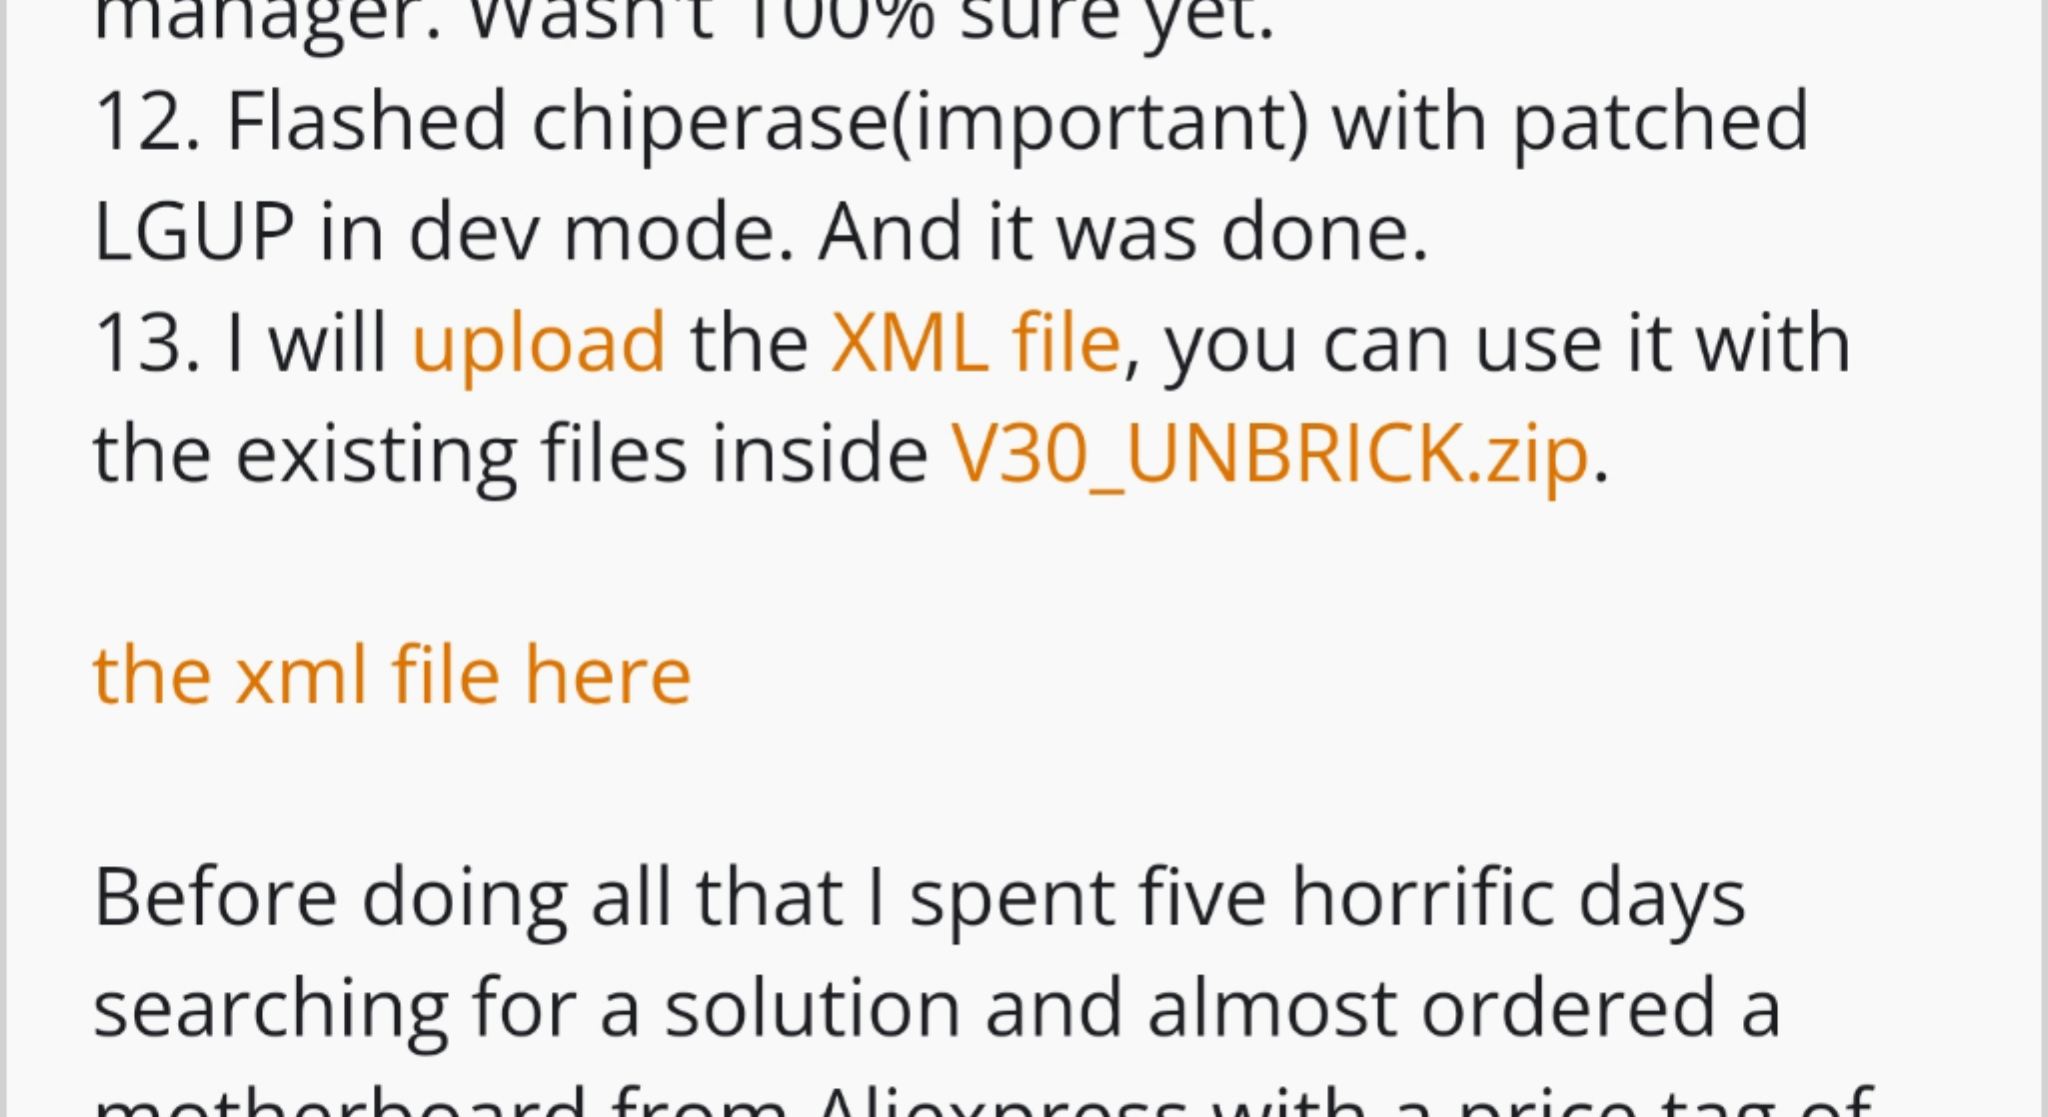 manager. Wasn't 100% sure yet.
12. Flashed chiperase(important) with patched
LGUP in dev mode. And it was done.
13. I will upload the XML file, you can use it with
the existing files inside V30_UNBRICK.zip.
the xml file here
Before doing all that I spent five horrific days
searching for a solution and almost ordered a
motherboard from Aliexpress with a price tag of